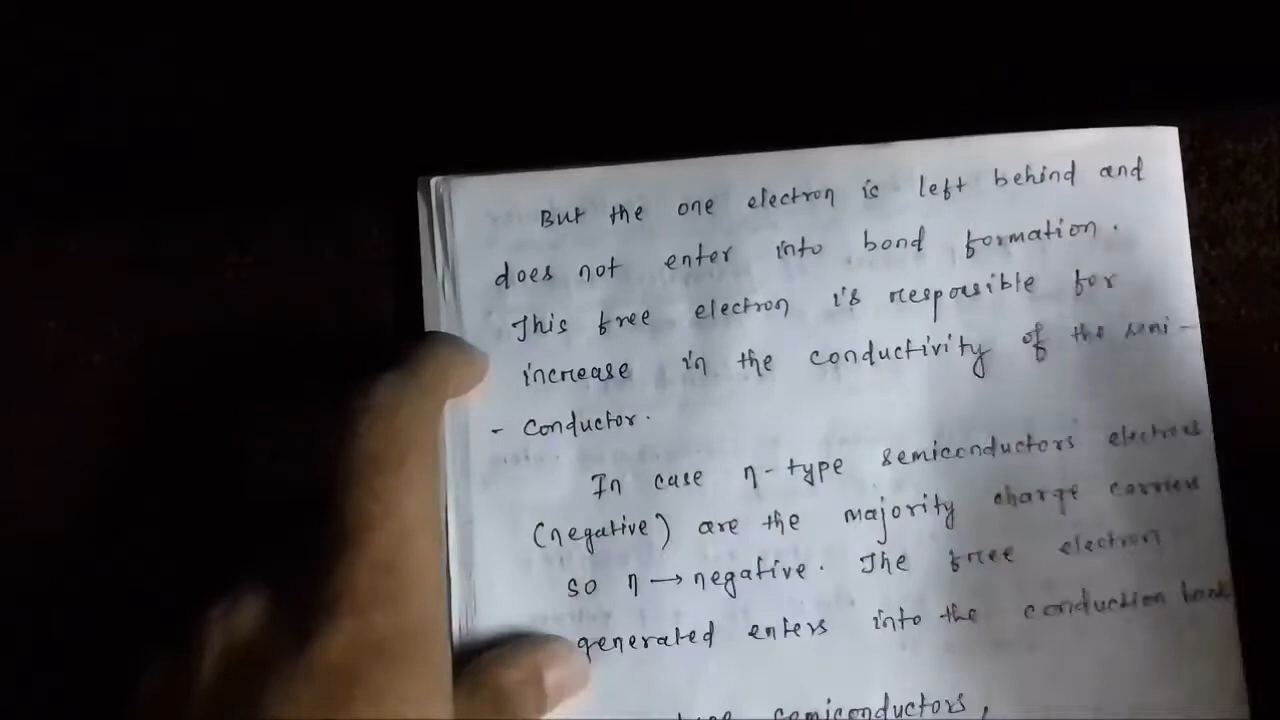 But the one electron is left behind and
does not enter into bond formation.
This free electron is responsible for
increase in the conductivity of the semi-
- conductor.
In case n-type semiconductors electrons
(negative) are the majority charge carriers
so n → negative. The free electron
generated enters into the conduction band
semiconductors,